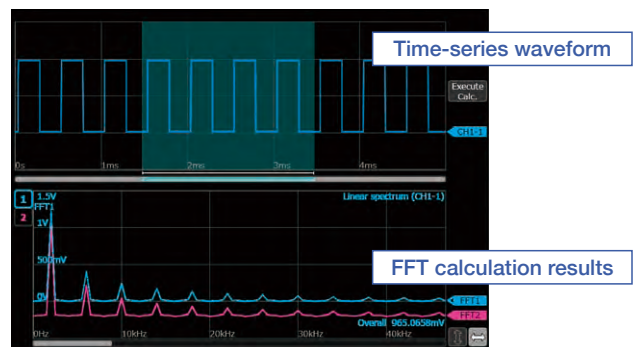 Time-series waveform
Execute
Calc.
CH1-1
0s
1ms
2ms
3ms
4ms
1
2
1.5V
FFT1
1V
500mV
0V
Linear spectrum (CH1-1)
FFT calculation results
FFT1
FFT2
Overall 965.0658mV
0Hz
10kHz
20kHz
30kHz
40kHz